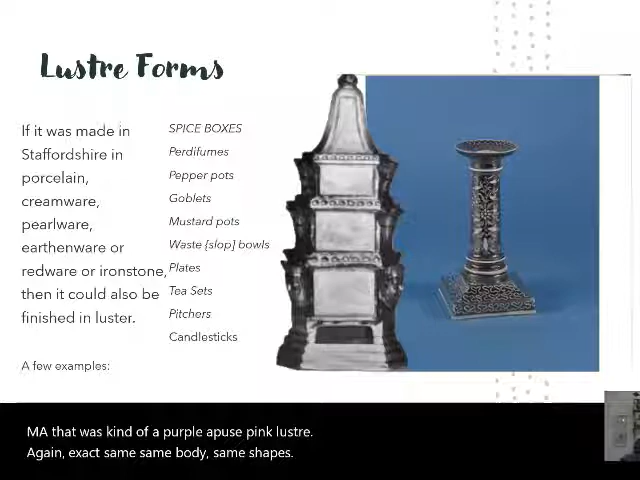 Lustre Forms
If it was made in
Staffordshire in
porcelain,
creamware,
pearlware,
earthenware or
redware or ironstone,
then it could also be
finished in luster.
A few examples:
SPICE BOXES
Perdifumes
Pepper pots
Goblets
Mustard pots
Waste {slop] bowls
Plates
Tea Sets
Pitchers
Candlesticks
MA that was kind of a purple apuse pink lustre.
Again, exact same same body, same shapes.